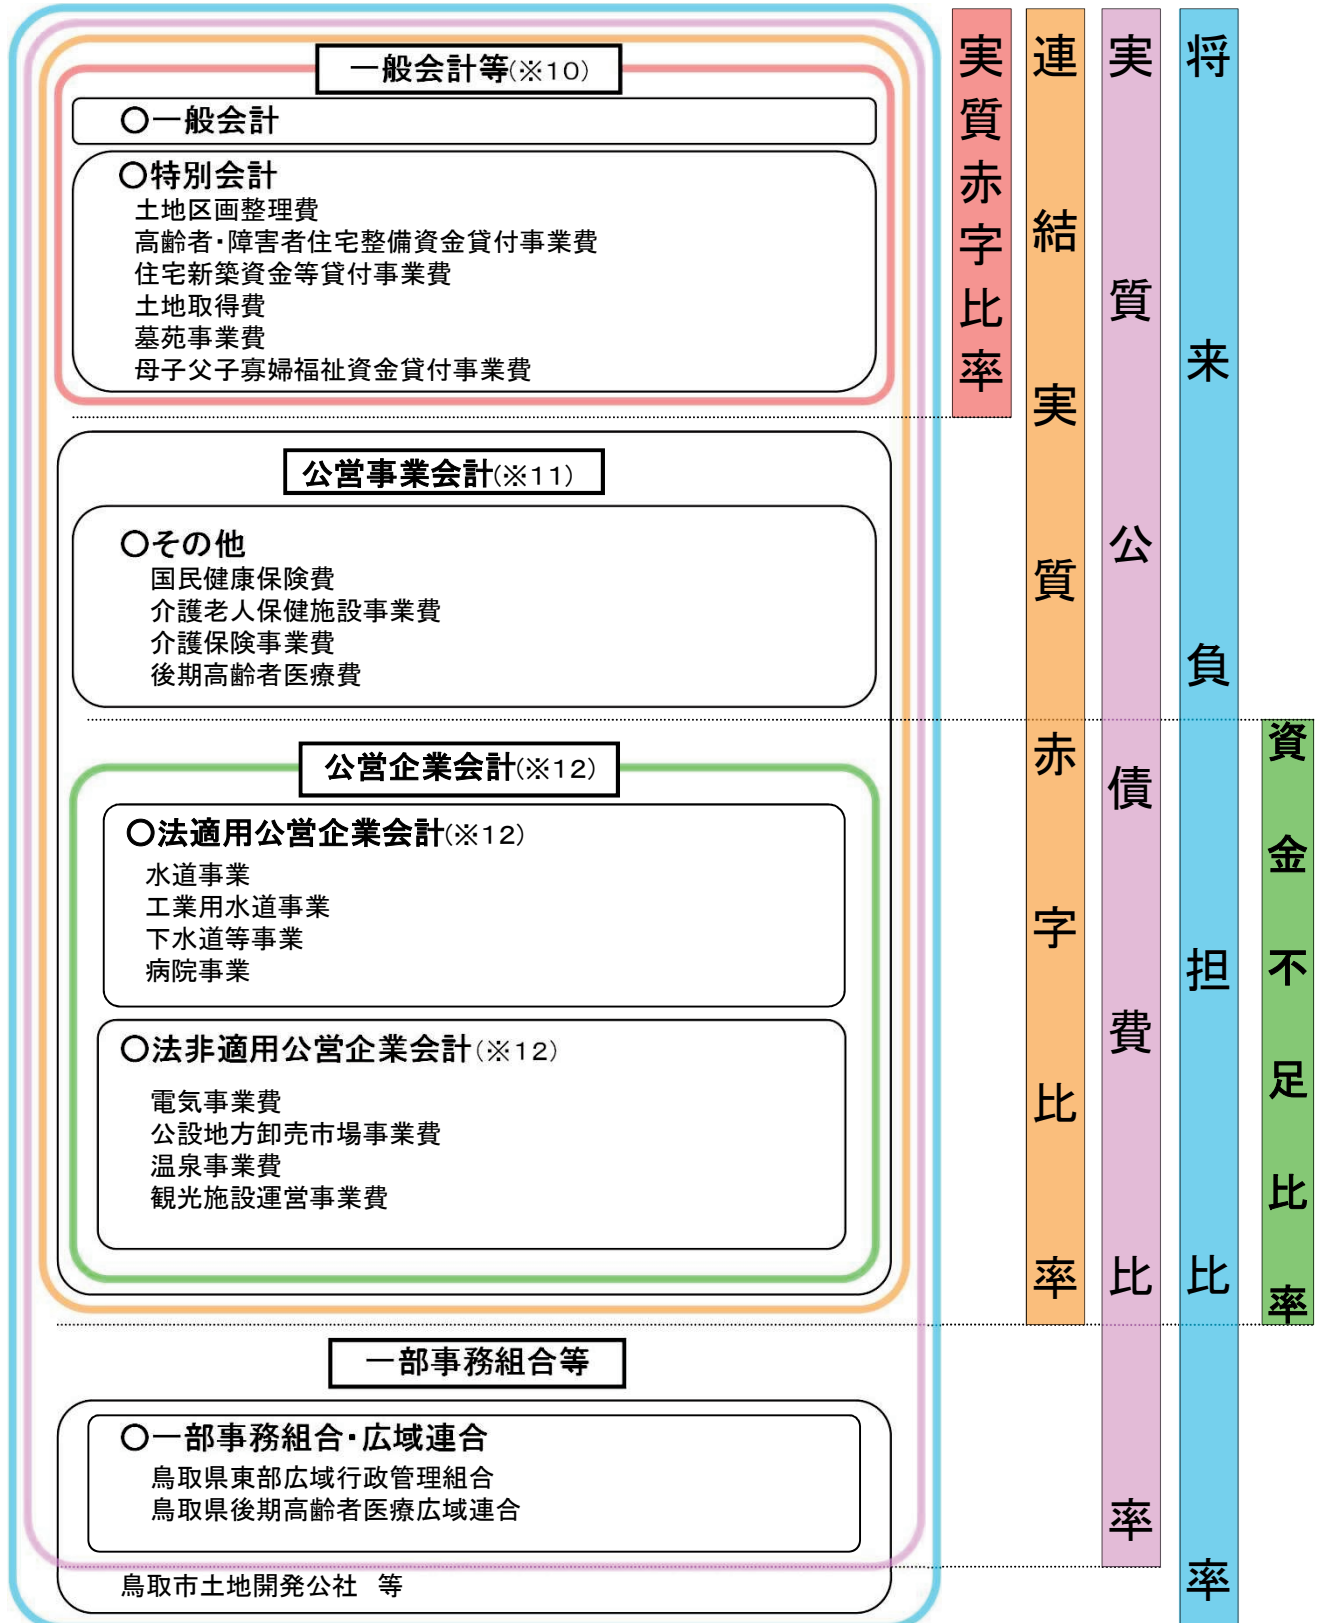 一般会計等(※10)
〇一般会計
〇特別会計
土地区画整理費
高齢者・障害者住宅整備資金貸付事業費
住宅新築資金等貸付事業費
土地取得費
墓苑事業費
母子父子寡婦福祉資金貸付事業費
公営事業会計(※11)
〇その他
国民健康保険費
介護老人保健施設事業費
介護保険事業費
後期高齢者医療費
公営企業会計(※12)
〇法適用公営企業会計(※12)
水道事業
工業用水道事業
下水道等事業
病院事業
〇法非適用公営企業会計(※12)
電気事業費
公設地方卸売市場事業費
温泉事業費
観光施設運営事業費
一部事務組合等
〇一部事務組合・広域連合
鳥取県東部広域行政管理組合
鳥取県後期高齢者医療広域連合
鳥取市土地開発公社　等
実質赤字比率
連結実質赤字比率
実質公債費比率
将来負担比率
資金不足比率